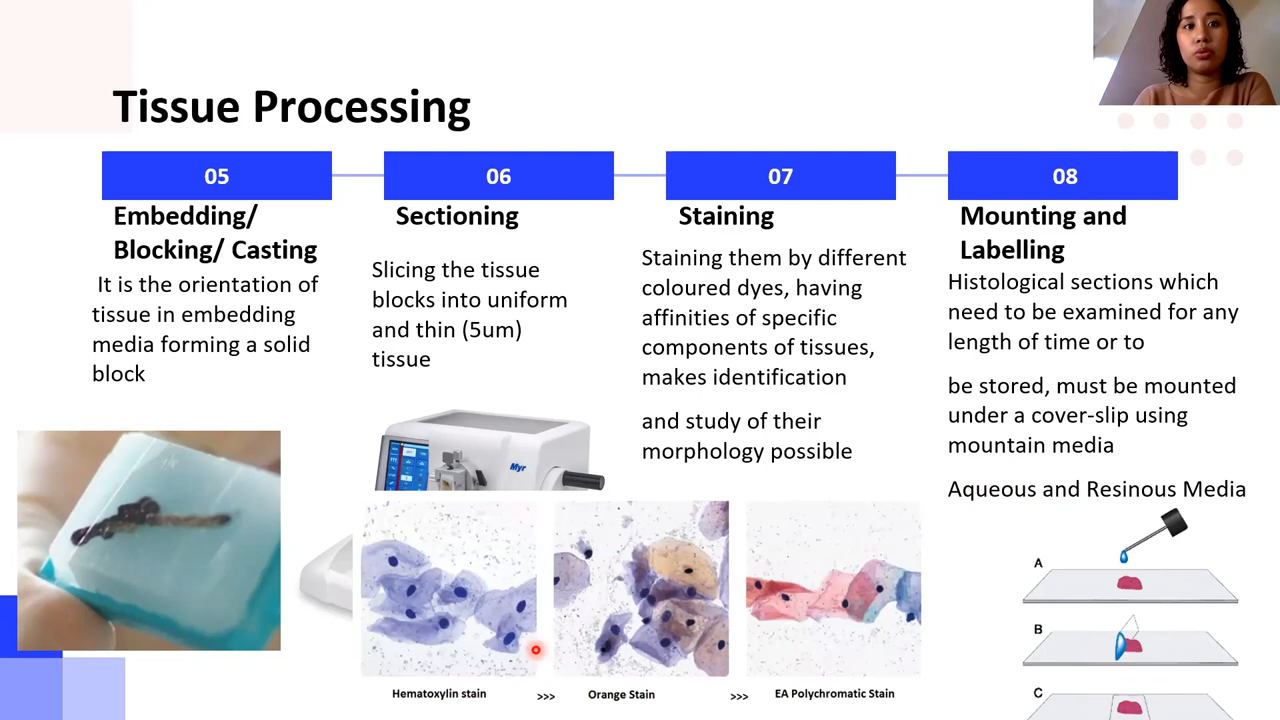 Tissue Processing
05
Embedding/
Blocking/ Casting
It is the orientation of
tissue in embedding
media forming a solid
block
06
Sectioning
Slicing the tissue
blocks into uniform
and thin (5um)
tissue
Myr
07
Staining
Staining them by different
coloured dyes, having
affinities of specific
components of tissues,
makes identification
and study of their
morphology possible
Hematoxylin stain
>>>
Orange Stain
>>>
EA Polychromatic Stain
08
Mounting and
Labelling
Histological sections which
need to be examined for any
length of time or to
be stored, must be mounted
under a cover-slip using
mountain media
Aqueous and Resinous Media
A
B
C